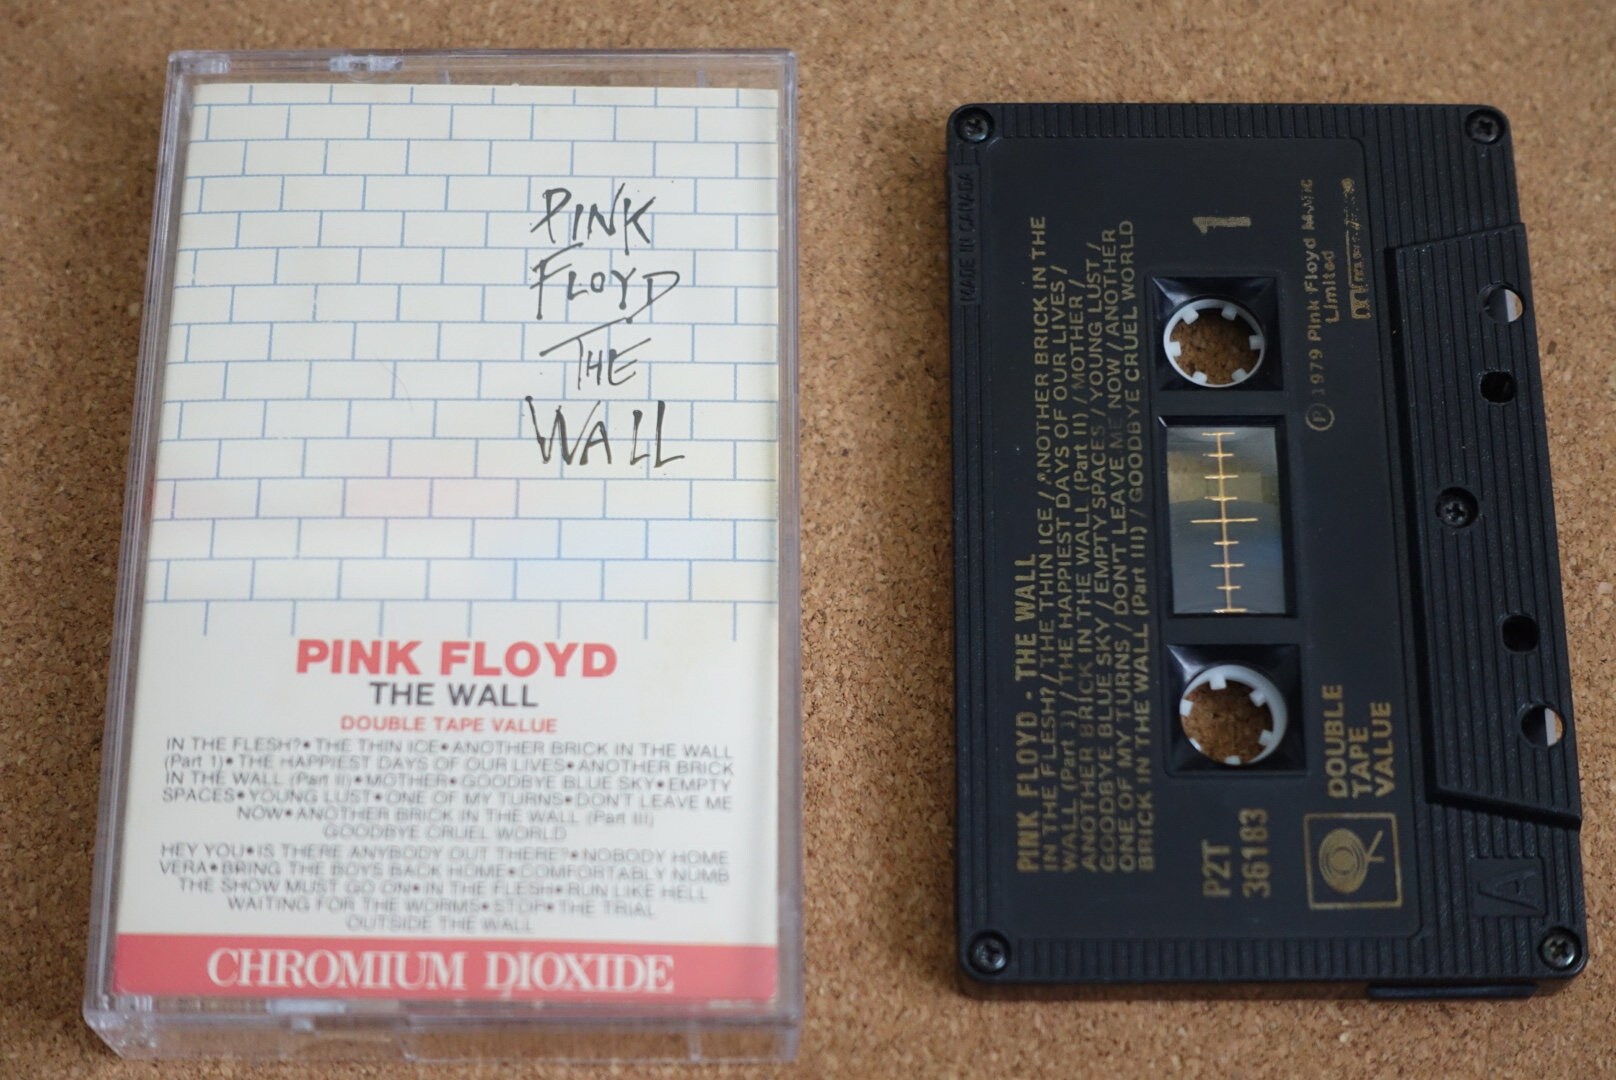 PINK
FLOYD
THE
WALL
PINK FLOYD
THE WALL
DOUBLE TAPE VALUE
IN THE FLESH?•THE THIN ICE•ANOTHER BRICK IN THE WALL
(Part 1)•THE HAPPIEST DAYS OF OUR LIVES•ANOTHER BRICK
IN THE WALL (Part II)•MOTHER•GOODBYE BLUE SKY•EMPTY
SPACES•YOUNG LUST•ONE OF MY TURNS•DON'T LEAVE ME
NOW•ANOTHER BRICK IN THE WALL (Part III)
GOODBYE CRUEL WORLD
HEY YOU•IS THERE ANYBODY OUT THERE?•NOBODY HOME
VERA•BRING THE BOYS BACK HOME•COMFORTABLY NUMB
THE SHOW MUST GO ON•IN THE FLESH•RUN LIKE HELL
WAITING FOR THE WORMS•STOP•THE TRIAL
OUTSIDE THE WALL
CHROMIUM DIOXIDE
MADE IN CANADA
PINK FLOYD - THE WALL
IN THE FLESH? / THE THIN ICE / ANOTHER BRICK IN THE
WALL (Part 1) / THE HAPPIEST DAYS OF OUR LIVES /
ANOTHER BRICK IN THE WALL (Part II) / MOTHER /
GOODBYE BLUE SKY / EMPTY SPACES / YOUNG LUST /
ONE OF MY TURNS / DON'T LEAVE ME NOW / ANOTHER
BRICK IN THE WALL (Part III) / GOODBYE CRUEL WORLD
1
P2T
36183
Ⓟ 1979 Pink Floyd Music
Limited
DOUBLE
TAPE
VALUE
A